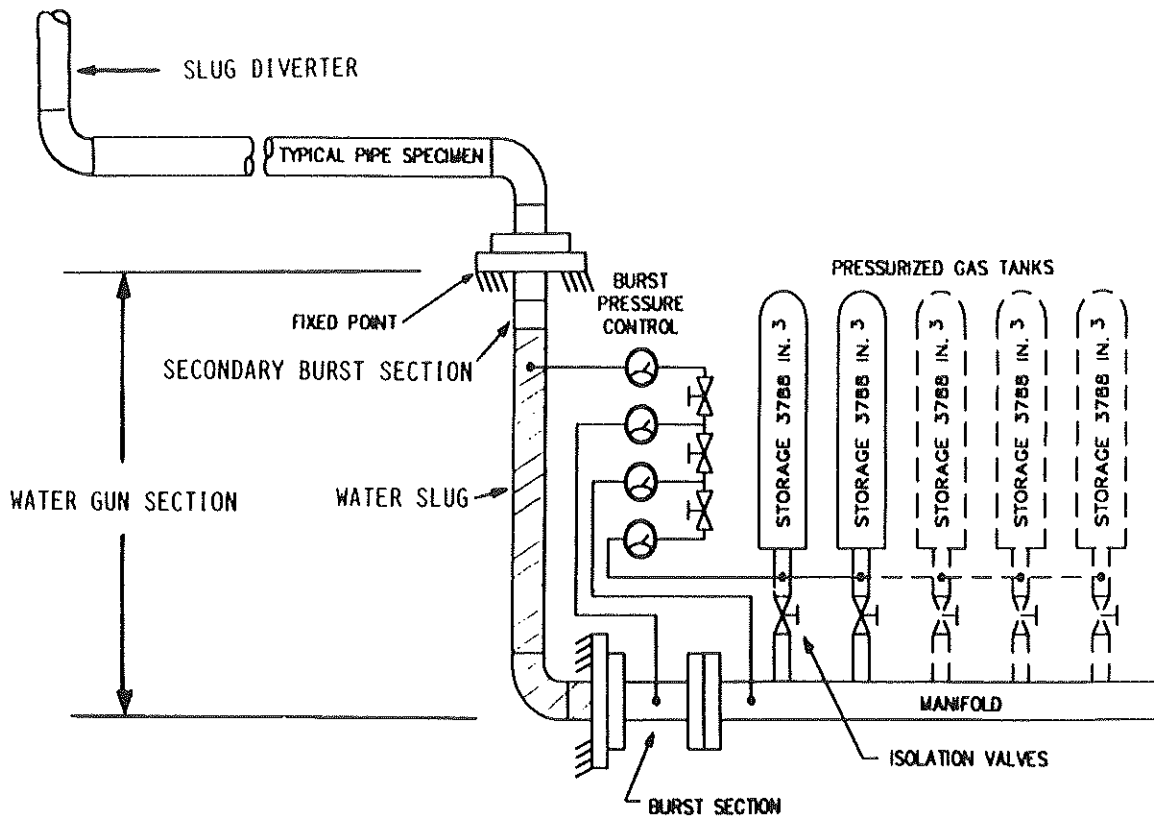 SLUG DIVERTER
TYPICAL PIPE SPECIMEN
PRESSURIZED GAS TANKS
BURST
PRESSURE
CONTROL
FIXED POINT
SECONDARY BURST SECTION
STORAGE 3788 IN. 3
STORAGE 3788 IN. 3
STORAGE 3788 IN. 3
STORAGE 3788 IN. 3
STORAGE 3788 IN. 3
WATER GUN SECTION
WATER SLUG
MANIFOLD
ISOLATION VALVES
BURST SECTION